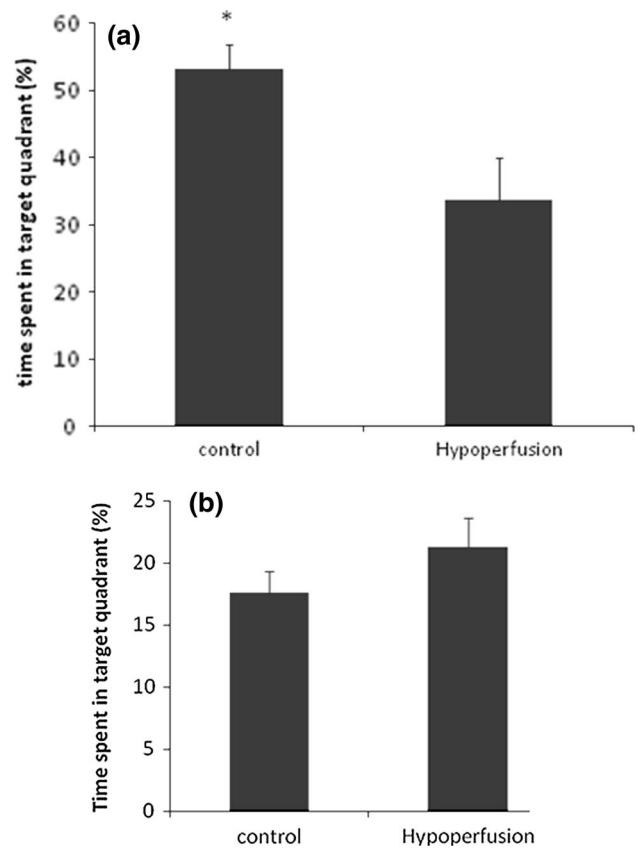 (a)
*
time spent in target quadrant (%)
60
50
40
30
20
10
0
control Hypoperfusion
(b)
Time spent in target quadrant (%)
25
20
15
10
5
0
control Hypoperfusion